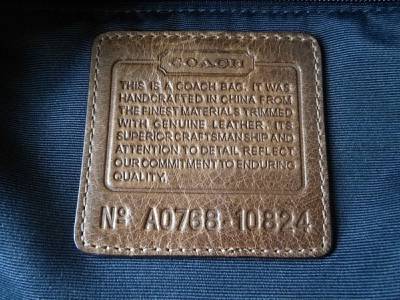 COACH
THIS IS A COACH BAG. IT WAS
HANDCRAFTED IN CHINA FROM
THE FINEST MATERIALS TRIMMED
WITH GENUINE LEATHER. ITS
SUPERIOR CRAFTSMANSHIP AND
ATTENTION TO DETAIL REFLECT
OUR COMMITMENT TO ENDURING
QUALITY.
Nº A0768-10824